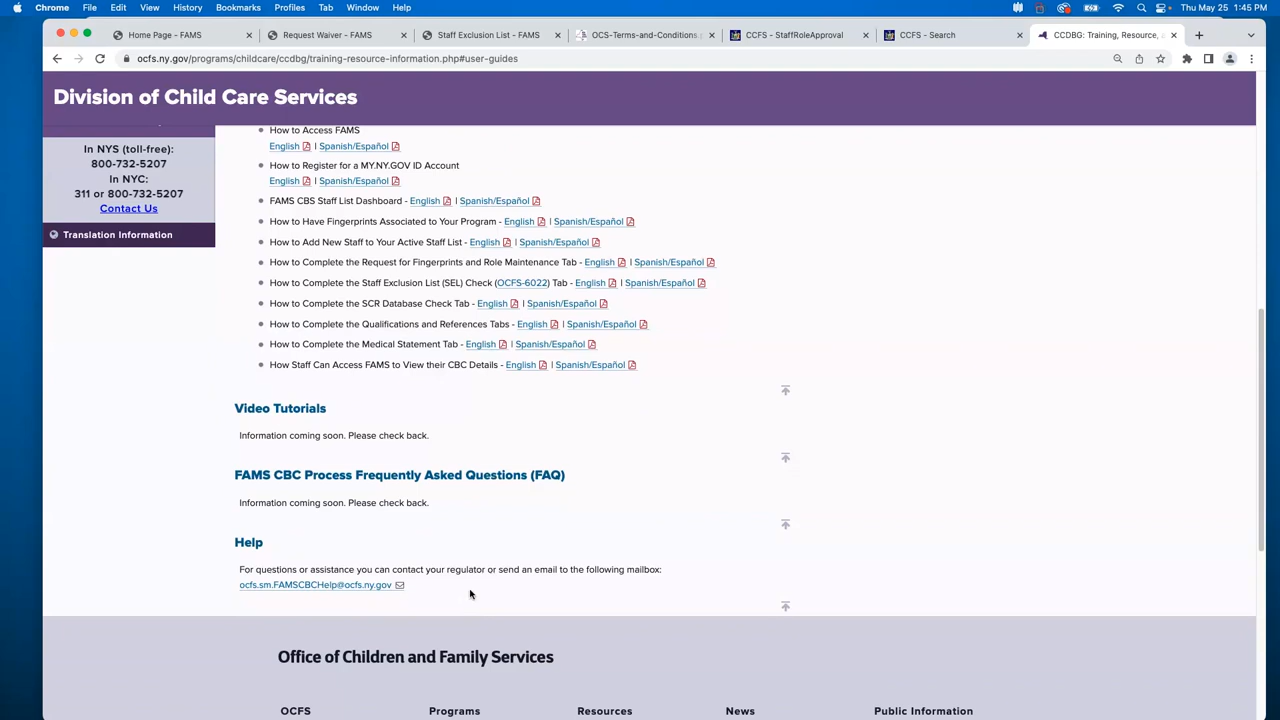 Chrome File Edit View History Bookmarks Profiles Tab Window Help Thu May 25 1:45 PM
Home Page - FAMS Request Waiver - FAMS Staff Exclusion List - FAMS OCS-Terms-and-Conditions CCFS - StaffRoleApproval CCFS - Search CCDBG: Training, Resource,
ocfs.ny.gov/programs/childcare/ccdbg/training-resource-information.php#user-guides
Division of Child Care Services
In NYS (toll-free):
800-732-5207
In NYC:
311 or 800-732-5207
Contact Us
Translation Information
How to Access FAMS
English | Spanish/Español
How to Register for a MY.NY.GOV ID Account
English | Spanish/Español
FAMS CBS Staff List Dashboard - English | Spanish/Español
How to Have Fingerprints Associated to Your Program - English | Spanish/Español
How to Add New Staff to Your Active Staff List - English | Spanish/Español
How to Complete the Request for Fingerprints and Role Maintenance Tab - English | Spanish/Español
How to Complete the Staff Exclusion List (SEL) Check (OCFS-6022) Tab - English | Spanish/Español
How to Complete the SCR Database Check Tab - English | Spanish/Español
How to Complete the Qualifications and References Tabs - English | Spanish/Español
How to Complete the Medical Statement Tab - English | Spanish/Español
How Staff Can Access FAMS to View their CBC Details - English | Spanish/Español
Video Tutorials
Information coming soon. Please check back.
FAMS CBC Process Frequently Asked Questions (FAQ)
Information coming soon. Please check back.
Help
For questions or assistance you can contact your regulator or send an email to the following mailbox:
ocfs.sm.FAMSCBCHelp@ocfs.ny.gov
Office of Children and Family Services
OCFS Programs Resources News Public Information